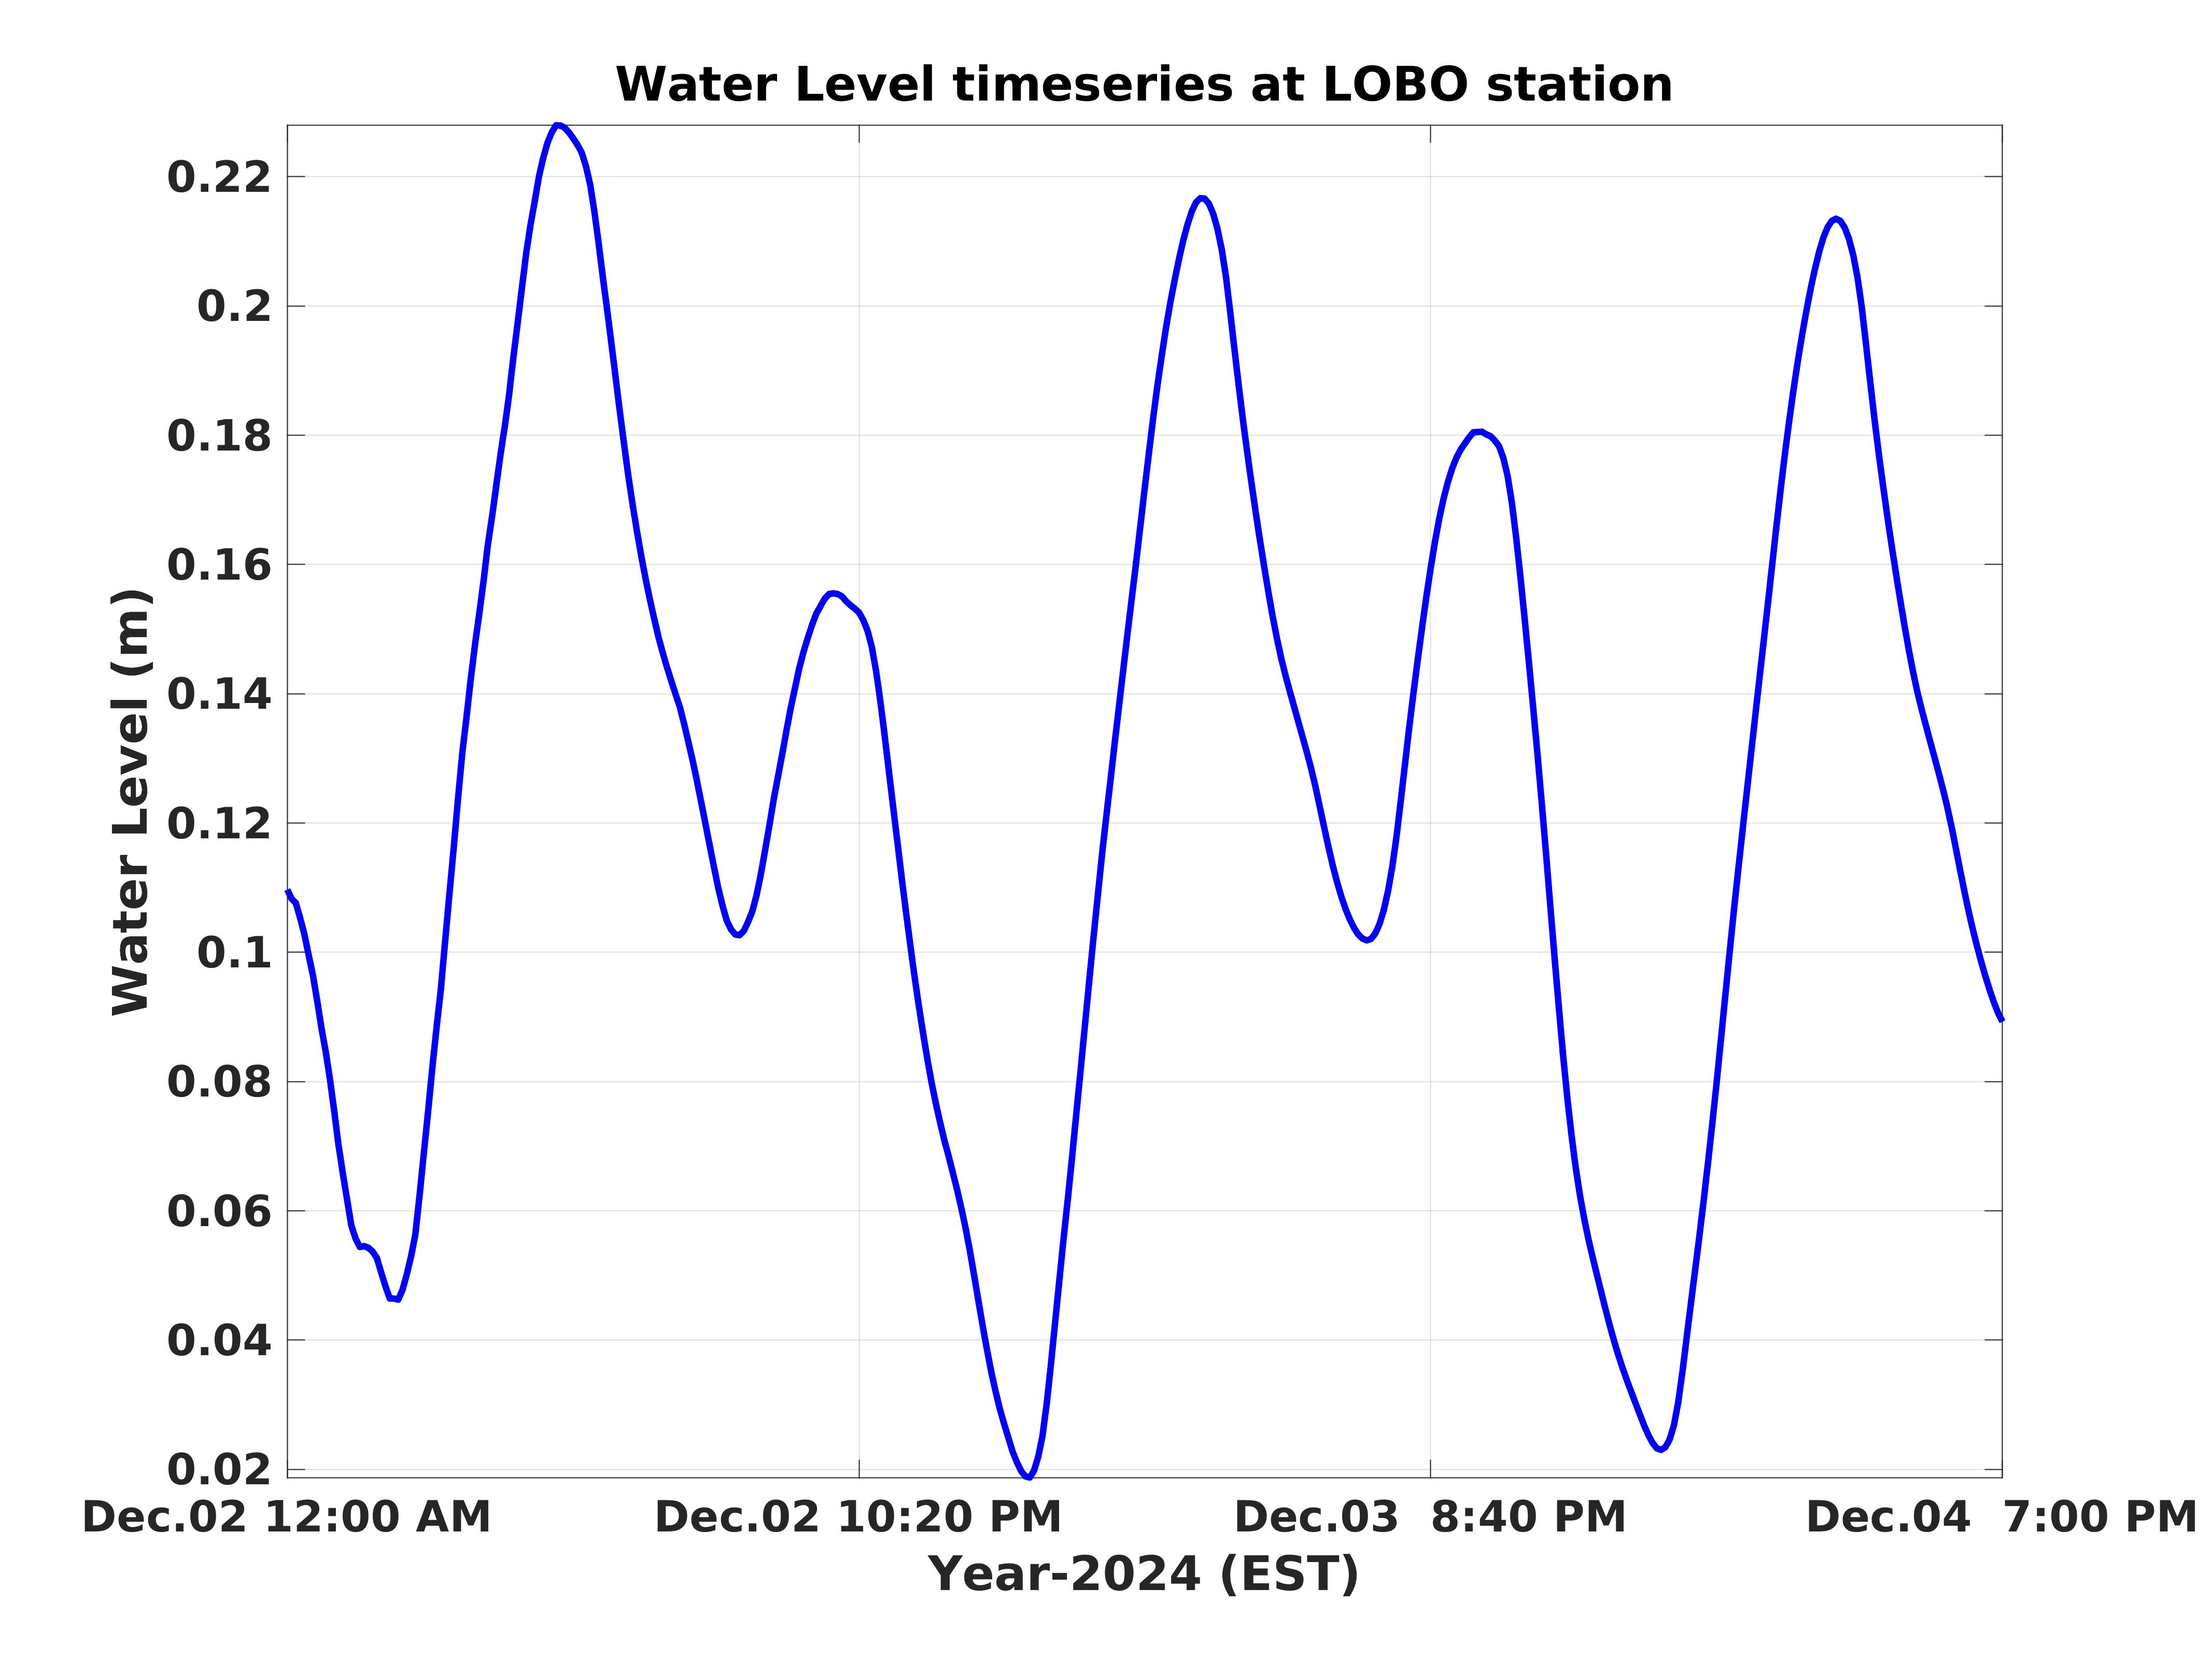 Water Level timeseries at LOBO station
Water Level (m)
0.22
0.2
0.18
0.16
0.14
0.12
0.1
0.08
0.06
0.04
0.02
Dec.02 12:00 AM Dec.02 10:20 PM Dec.03  8:40 PM Dec.04  7:00 PM
Year-2024 (EST)